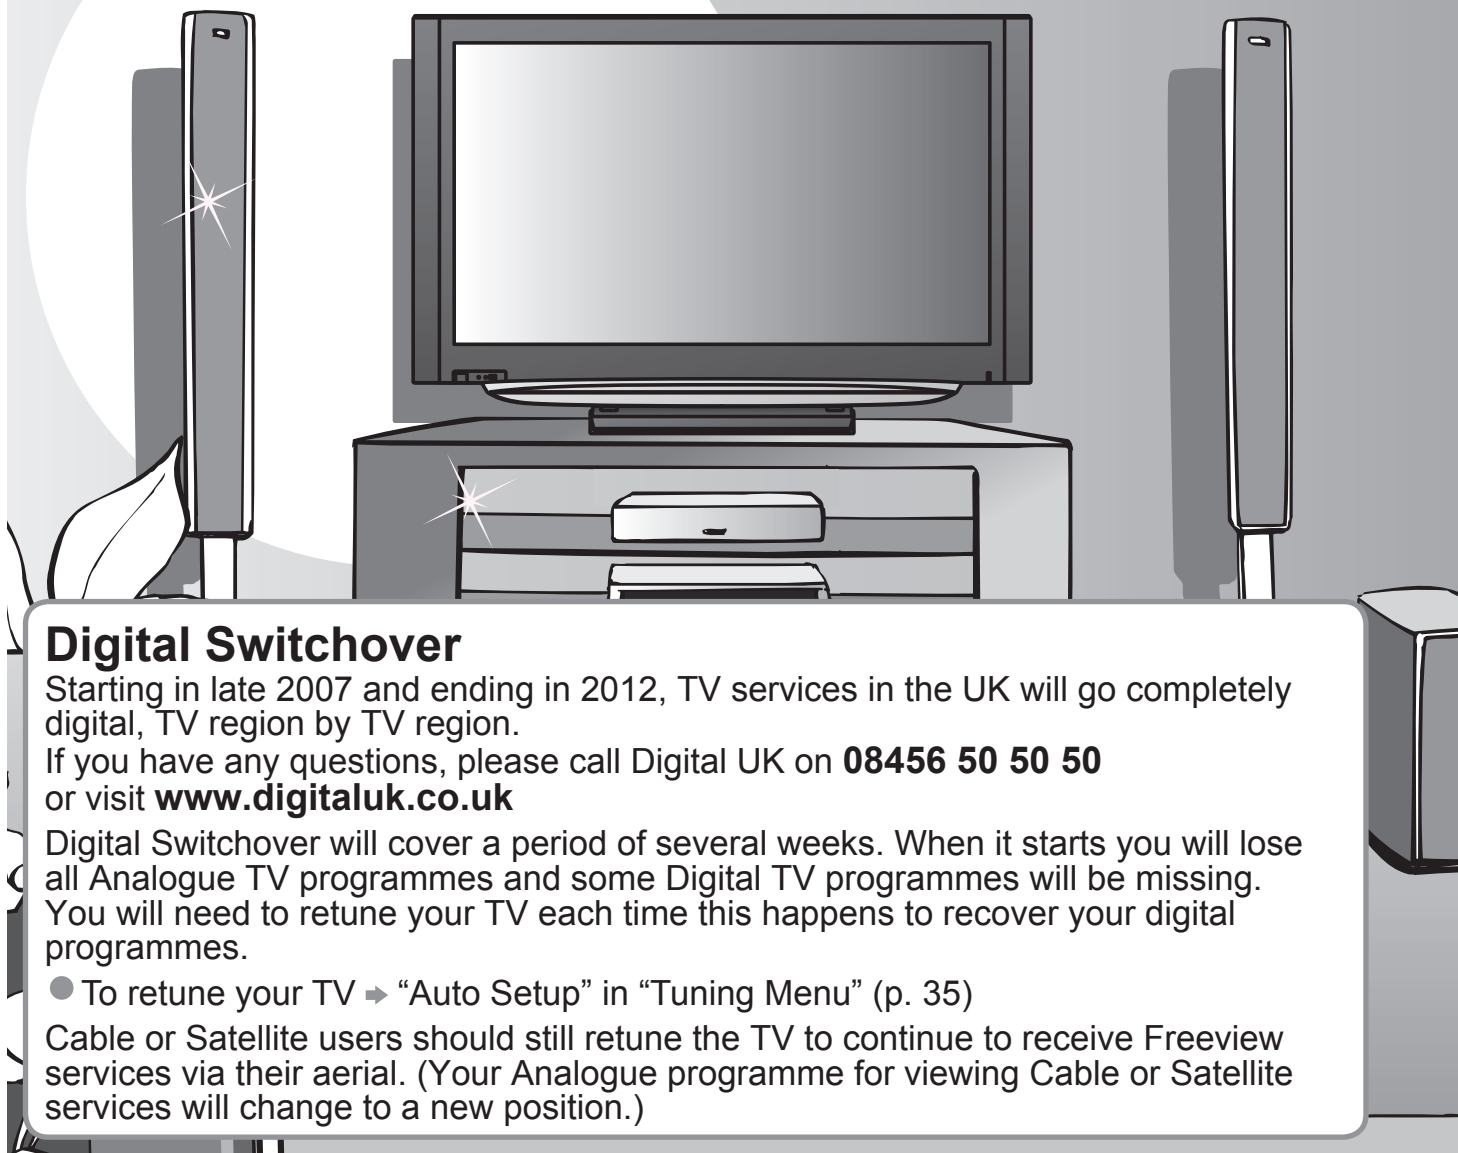 Digital Switchover
Starting in late 2007 and ending in 2012, TV services in the UK will go completely
digital, TV region by TV region.
If you have any questions, please call Digital UK on 08456 50 50 50
or visit www.digitaluk.co.uk
Digital Switchover will cover a period of several weeks. When it starts you will lose
all Analogue TV programmes and some Digital TV programmes will be missing.
You will need to retune your TV each time this happens to recover your digital
programmes.
● To retune your TV ➡ “Auto Setup” in “Tuning Menu” (p. 35)
Cable or Satellite users should still retune the TV to continue to receive Freeview
services via their aerial. (Your Analogue programme for viewing Cable or Satellite
services will change to a new position.)